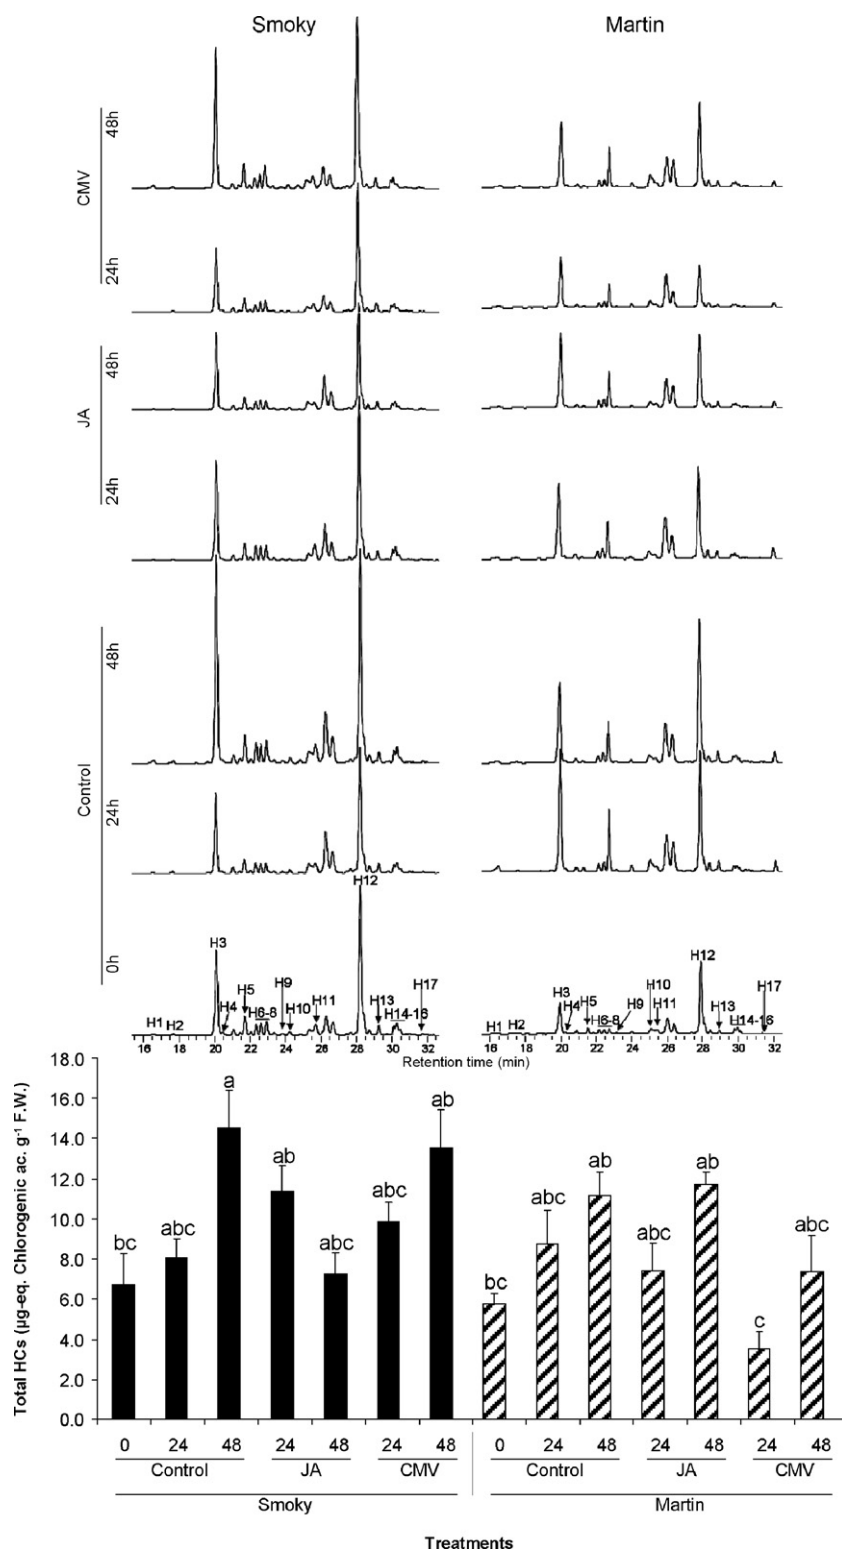 Smoky Martin
CMV
48h
24h
JA
48h
24h
Control
48h
24h
0h
H1 H2 H3 H4 H5 H6-8 H9 H10 H11 H12 H13 H14-16 H17
H1 H2 H3 H4 H5 H6-8 H9 H10 H11 H12 H13 H14-16 H17
16 18 20 22 24 26 28 30 32 16 18 20 22 24 26 28 30 32
Retention time (min)
Total HCs (µg-eq. Chlorogenic ac. g⁻¹ F.W.)
18.0
16.0
14.0
12.0
10.0
8.0
6.0
4.0
2.0
0.0
bc abc a ab abc abc ab bc abc ab abc ab c abc
0 24 48 24 48 24 48 0 24 48 24 48 24 48
Control JA CMV Control JA CMV
Smoky Martin
Treatments